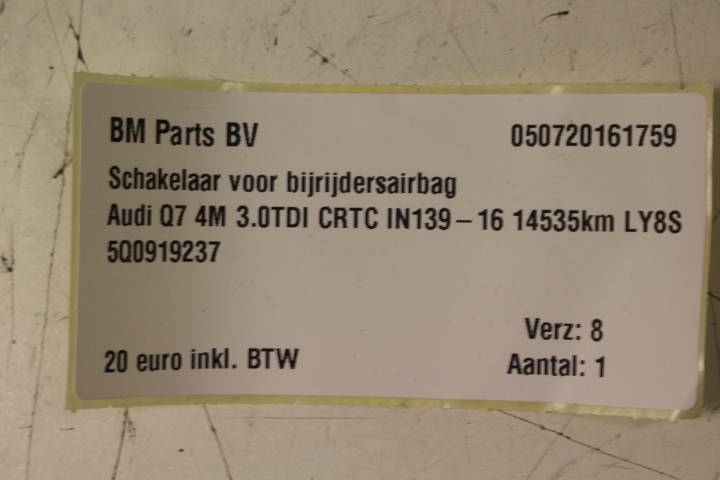 BM Parts BV 050720161759
Schakelaar voor bijrijdersairbag
Audi Q7 4M 3.0TDI CRTC IN139-16 14535km LY8S
5Q0919237
Verz: 8
20 euro inkl. BTW Aantal: 1